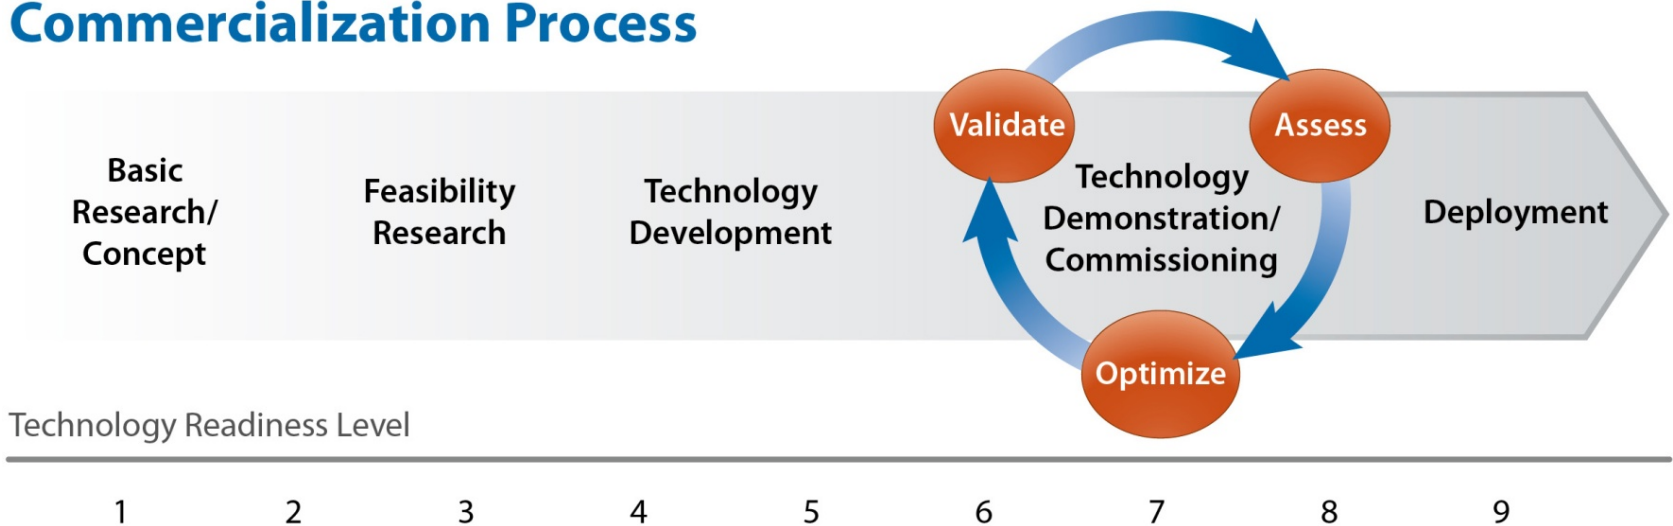 Commercialization Process
Basic
Research/
Concept
Feasibility
Research
Technology
Development
Validate
Assess
Technology
Demonstration/
Commissioning
Optimize
Deployment
Technology Readiness Level
1 2 3 4 5 6 7 8 9